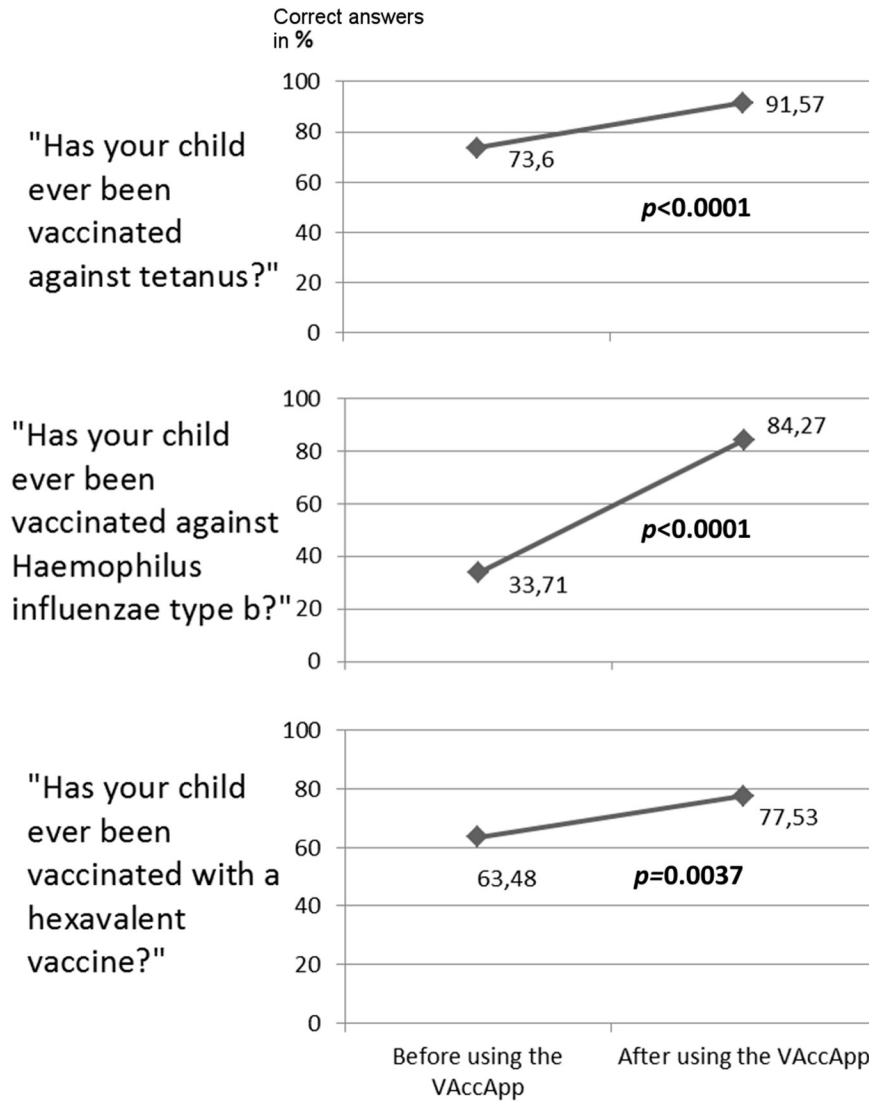 Correct answers
in %
"Has your child
ever been
vaccinated
against tetanus?"
100
80
60
40
20
0
73,6
91,57
p<0.0001
"Has your child
ever been
vaccinated against
Haemophilus
influenzae type b?"
100
80
60
40
20
0
33,71
84,27
p<0.0001
"Has your child
ever been
vaccinated with a
hexavalent
vaccine?"
100
80
60
40
20
0
63,48
77,53
p=0.0037
Before using the
VAccApp
After using the VAccApp